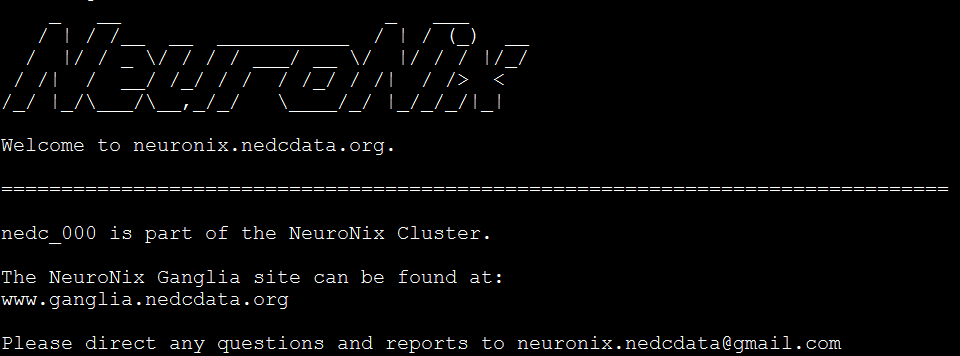 NeuroNix
Welcome to neuronix.nedcdata.org.
===============================================================================
nedc_000 is part of the NeuroNix Cluster.
The NeuroNix Ganglia site can be found at:
www.ganglia.nedcdata.org
Please direct any questions and reports to neuronix.nedcdata@gmail.com